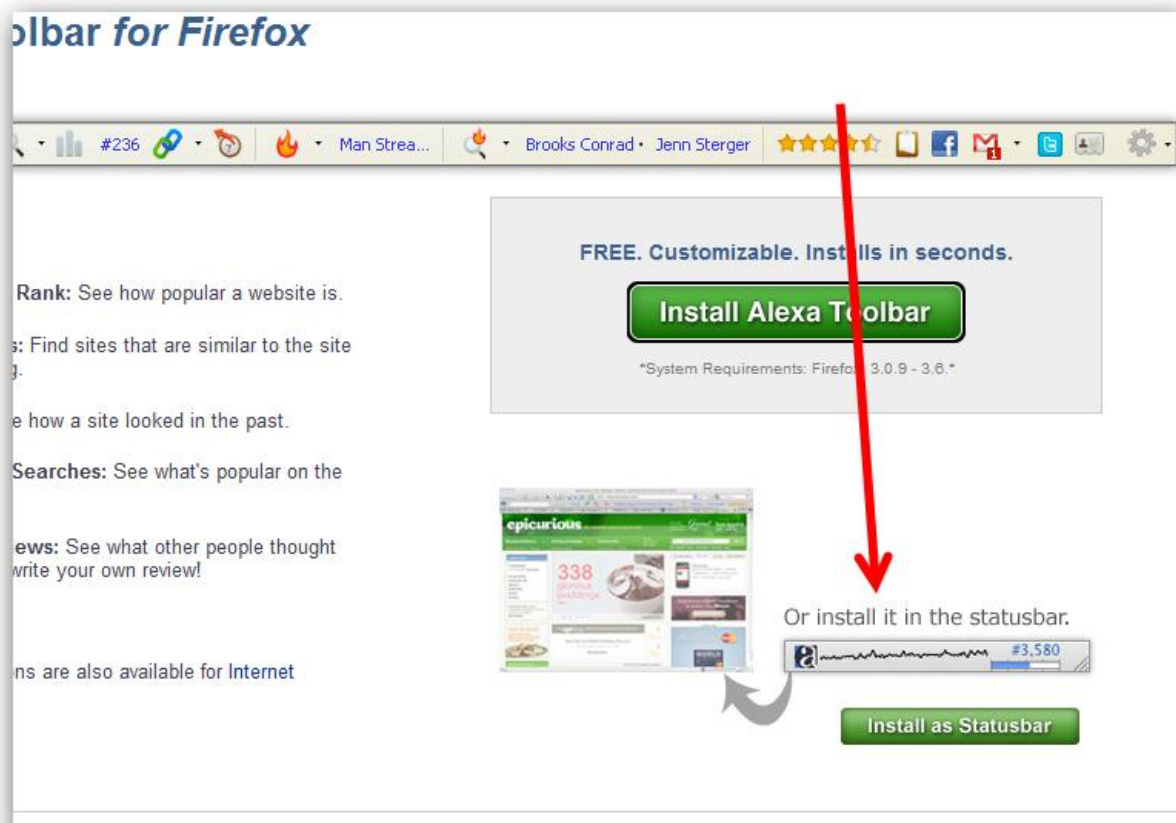 olbar for Firefox
#236 Man Strea... Brooks Conrad · Jenn Sterger 1
FREE. Customizable. Installs in seconds.
Install Alexa Toolbar
*System Requirements: Firefox 3.0.9 - 3.6.*
Rank: See how popular a website is.
s: Find sites that are similar to the site
g.
e how a site looked in the past.
Searches: See what's popular on the
ews: See what other people thought
write your own review!
ns are also available for Internet
epicurious
338
glorious
puddings
Or install it in the statusbar.
a #3,580
Install as Statusbar